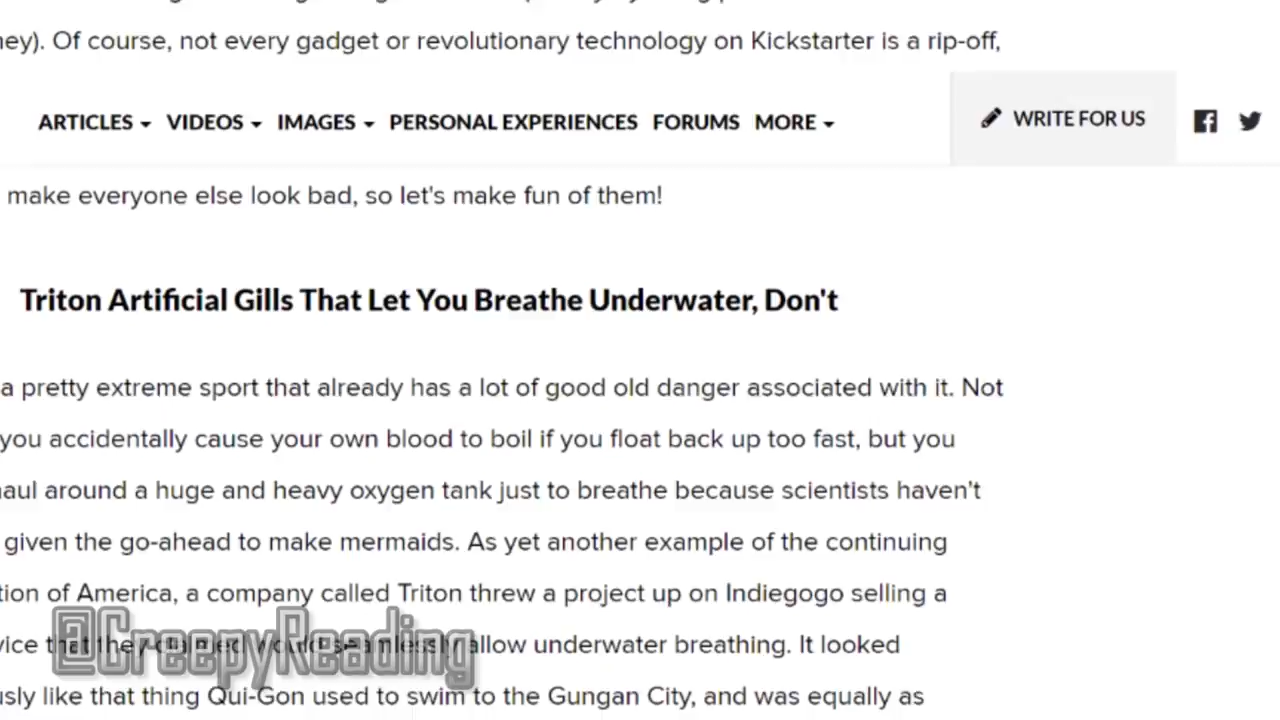 ney). Of course, not every gadget or revolutionary technology on Kickstarter is a rip-off,
ARTICLES VIDEOS IMAGES PERSONAL EXPERIENCES FORUMS MORE WRITE FOR US
make everyone else look bad, so let's make fun of them!
Triton Artificial Gills That Let You Breathe Underwater, Don't
a pretty extreme sport that already has a lot of good old danger associated with it. Not
you accidentally cause your own blood to boil if you float back up too fast, but you
haul around a huge and heavy oxygen tank just to breathe because scientists haven't
given the go-ahead to make mermaids. As yet another example of the continuing
tion of America, a company called Triton threw a project up on Indiegogo selling a
vice that they claimed would seamlessly allow underwater breathing. It looked
@CreepyReading
usly like that thing Qui-Gon used to swim to the Gungan City, and was equally as